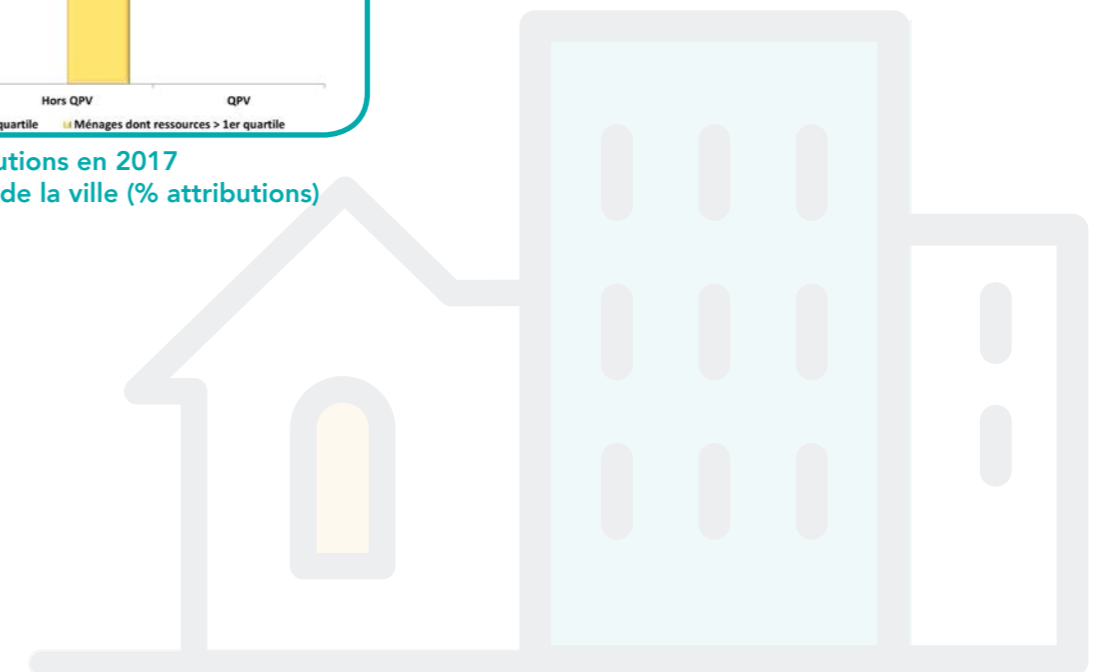 Hors QPV QPV
quartile Ménages dont ressources > 1er quartile
utions en 2017
de la ville (% attributions)